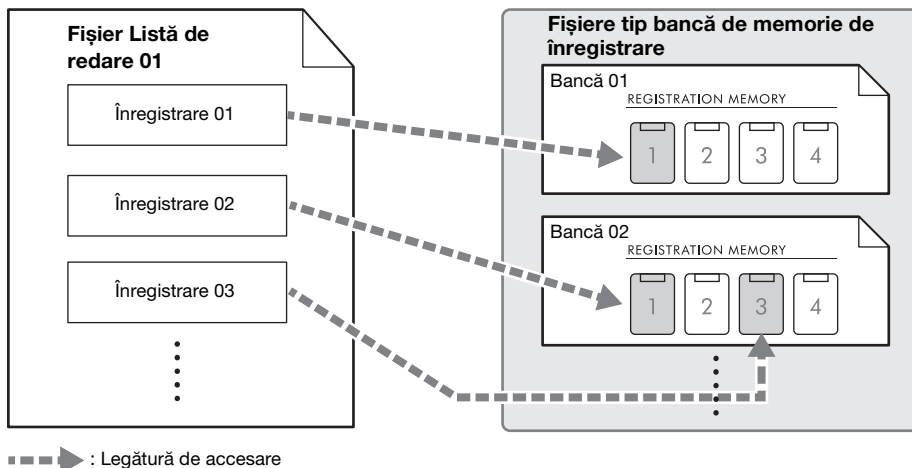 Fișier Listă de
redare 01
Înregistrare 01
Înregistrare 02
Înregistrare 03
Fișiere tip bancă de memorie de
înregistrare
Bancă 01
REGISTRATION MEMORY
1 2 3 4
Bancă 02
REGISTRATION MEMORY
1 2 3 4
: Legătură de accesare